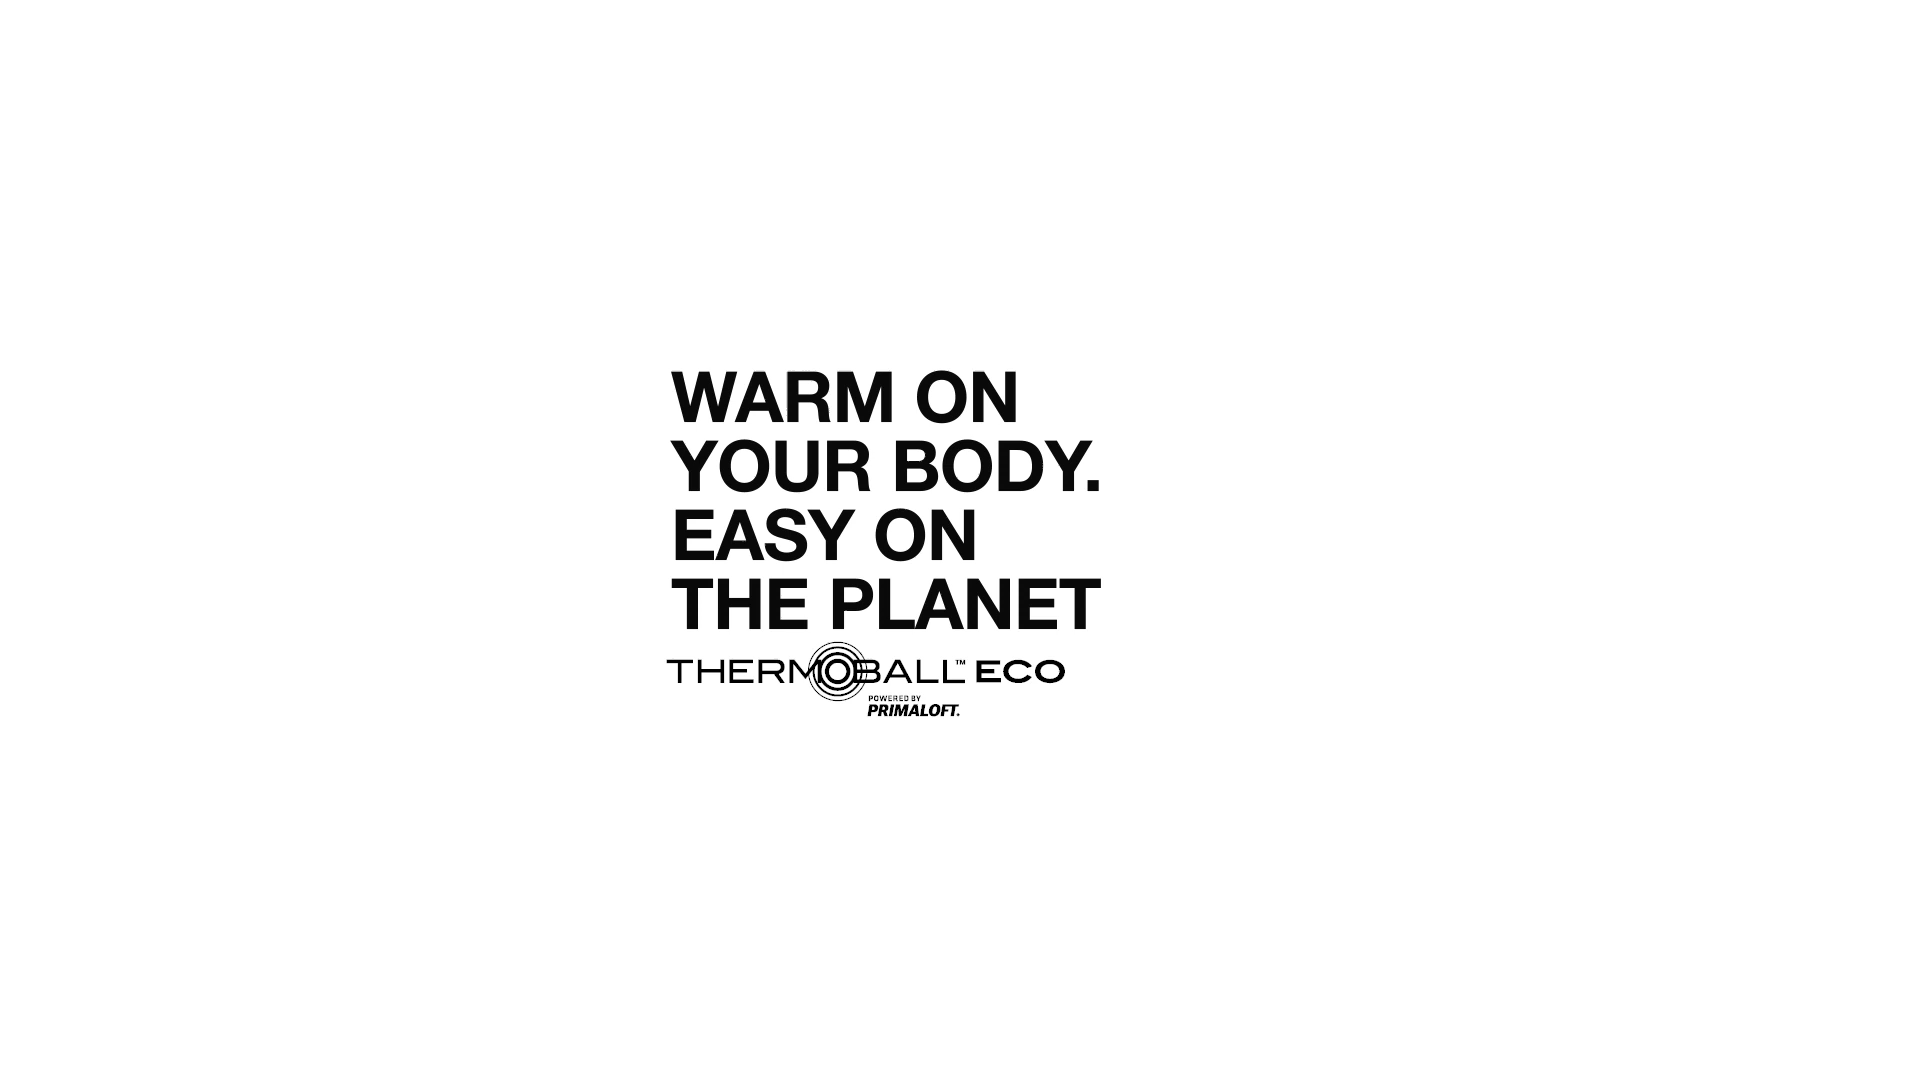 WARM ON
YOUR BODY.
EASY ON
THE PLANET
THERMOBALL™ ECO
POWERED BY
PRIMALOFT.